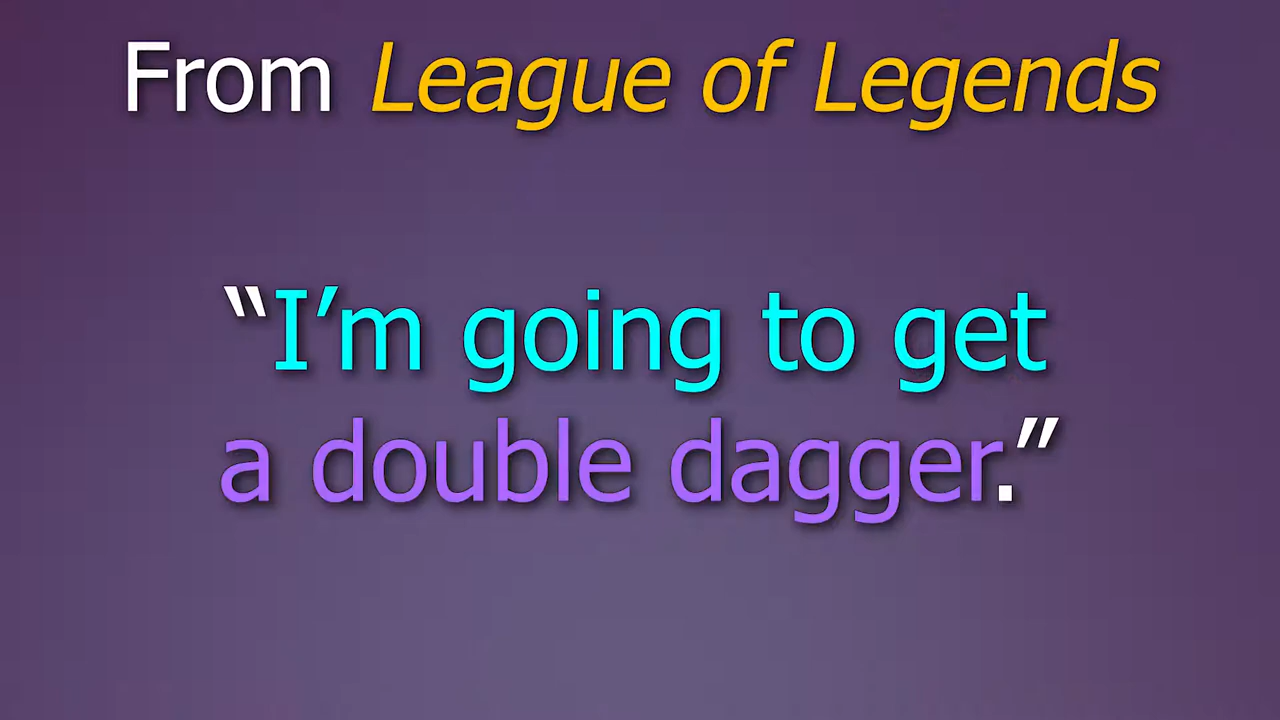 From League of Legends
“I’m going to get
a double dagger.”